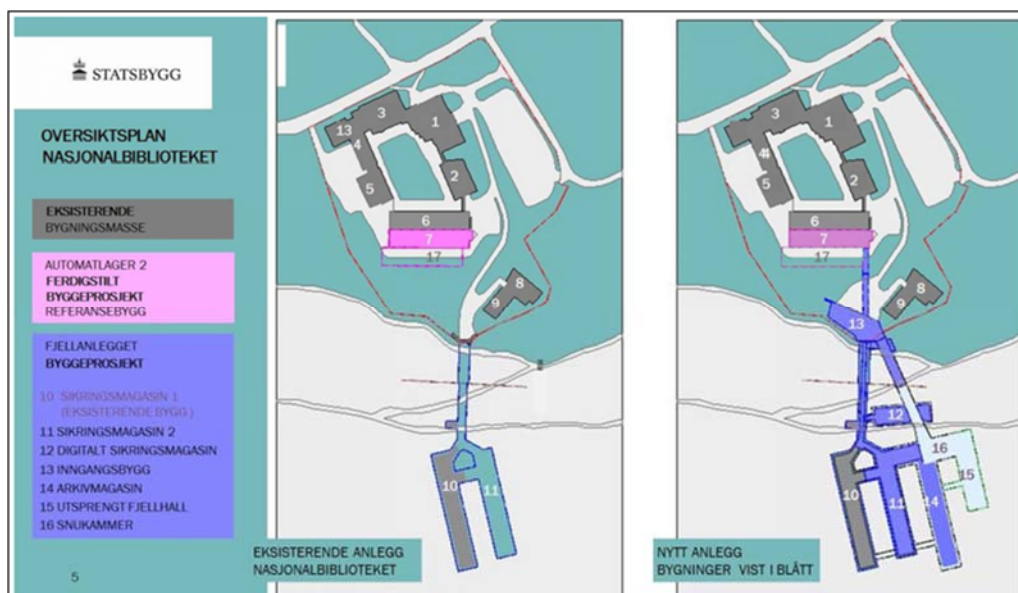 STATSBYGG
OVERSIKTSPLAN
NASJONALBIBLIOTEKET
EKSISTERENDE
BYGNINGSMASSE
AUTOMATLAGER 2
FERDIGSTILT
BYGGEPROSJEKT
REFERANSEBYGG
FJELLANLEGGET
BYGGEPROSJEKT
10 SIKRINGSMAGASIN 1
(EKSISTERENDE BYGG)
11 SIKRINGSMAGASIN 2
12 DIGITALT SIKRINGSMAGASIN
13 INNGANGSBYGG
14 ARKIVMAGASIN
15 UTSPRENGT FJELLHALL
16 SNUKAMMER
5
3
1
13
4
2
5
6
7
17
8
9
10
11
EKSISTERENDE ANLEGG
NASJONALBIBLIOTEKET
3
1
44
2
5
6
7
17
8
9
13
12
16
15
10
11
14
NYTT ANLEGG
BYGNINGER VIST I BLÅTT